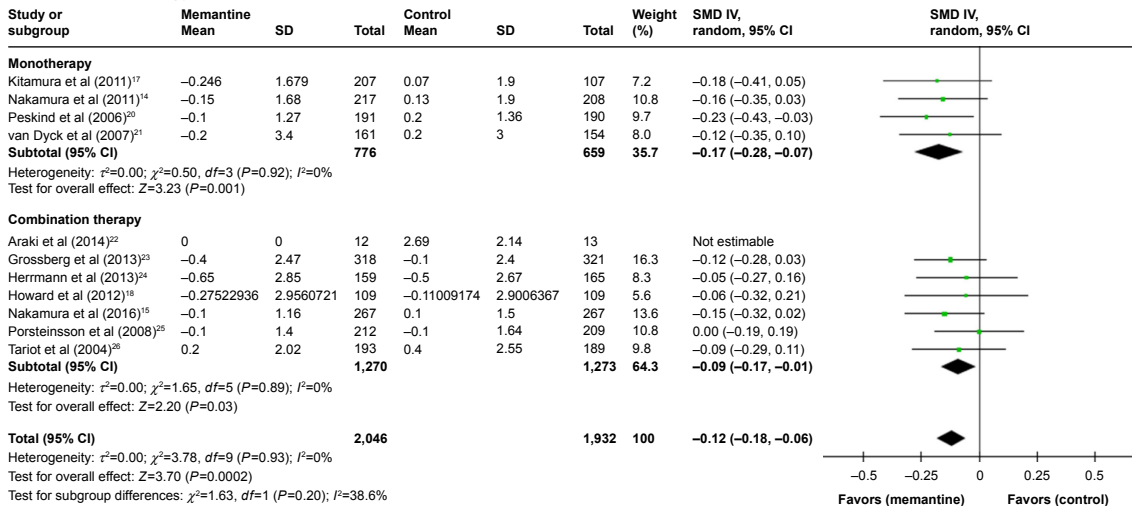 Study or subgroup Memantine Mean SD Total Control Mean SD Total Weight (%) SMD IV, random, 95% CI SMD IV, random, 95% CI
Monotherapy
Kitamura et al (2011)¹⁷ –0.246 1.679 207 0.07 1.9 107 7.2 –0.18 (–0.41, 0.05)
Nakamura et al (2011)¹⁴ –0.15 1.68 217 0.13 1.9 208 10.8 –0.16 (–0.35, 0.03)
Peskind et al (2006)²⁰ –0.1 1.27 191 0.2 1.36 190 9.7 –0.23 (–0.43, –0.03)
van Dyck et al (2007)²¹ –0.2 3.4 161 0.2 3 154 8.0 –0.12 (–0.35, 0.10)
Subtotal (95% CI) 776 659 35.7 –0.17 (–0.28, –0.07)
Heterogeneity: τ²=0.00; χ²=0.50, df=3 (P=0.92); I²=0%
Test for overall effect: Z=3.23 (P=0.001)
Combination therapy
Araki et al (2014)²² 0 0 12 2.69 2.14 13 Not estimable
Grossberg et al (2013)²³ –0.4 2.47 318 –0.1 2.4 321 16.3 –0.12 (–0.28, 0.03)
Herrmann et al (2013)²⁴ –0.65 2.85 159 –0.5 2.67 165 8.3 –0.05 (–0.27, 0.16)
Howard et al (2012)¹⁸ –0.27522936 2.9560721 109 –0.11009174 2.9006367 109 5.6 –0.06 (–0.32, 0.21)
Nakamura et al (2016)¹⁵ –0.1 1.16 267 0.1 1.5 267 13.6 –0.15 (–0.32, 0.02)
Porsteinsson et al (2008)²⁵ –0.1 1.4 212 –0.1 1.64 209 10.8 0.00 (–0.19, 0.19)
Tariot et al (2004)²⁶ 0.2 2.02 193 0.4 2.55 189 9.8 –0.09 (–0.29, 0.11)
Subtotal (95% CI) 1,270 1,273 64.3 –0.09 (–0.17, –0.01)
Heterogeneity: τ²=0.00; χ²=1.65, df=5 (P=0.89); I²=0%
Test for overall effect: Z=2.20 (P=0.03)
Total (95% CI) 2,046 1,932 100 –0.12 (–0.18, –0.06)
Heterogeneity: τ²=0.00; χ²=3.78, df=9 (P=0.93); I²=0%
Test for overall effect: Z=3.70 (P=0.0002)
Test for subgroup differences: χ²=1.63, df=1 (P=0.20); I²=38.6%
–0.5 –0.25 0 0.25 0.5
Favors (memantine) Favors (control)